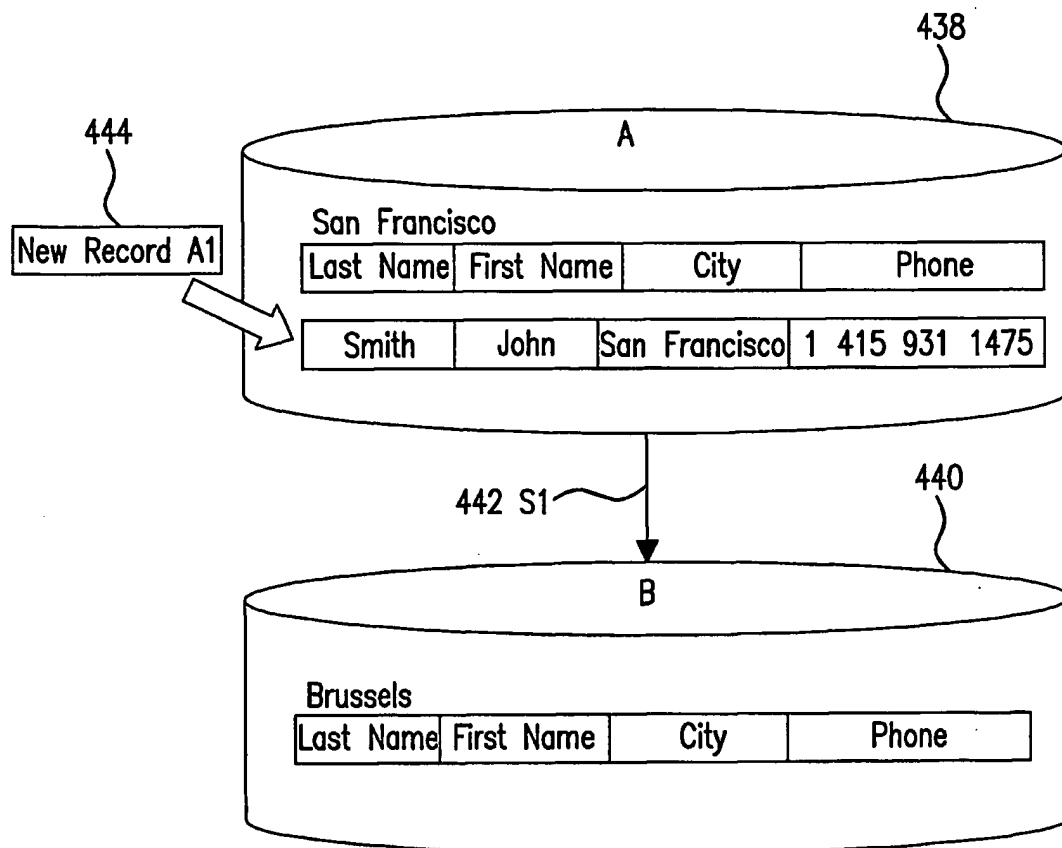 438
444
A
New Record A1
San Francisco
Last Name First Name City Phone
Smith John San Francisco 1 415 931 1475
442 S1
440
B
Brussels
Last Name First Name City Phone